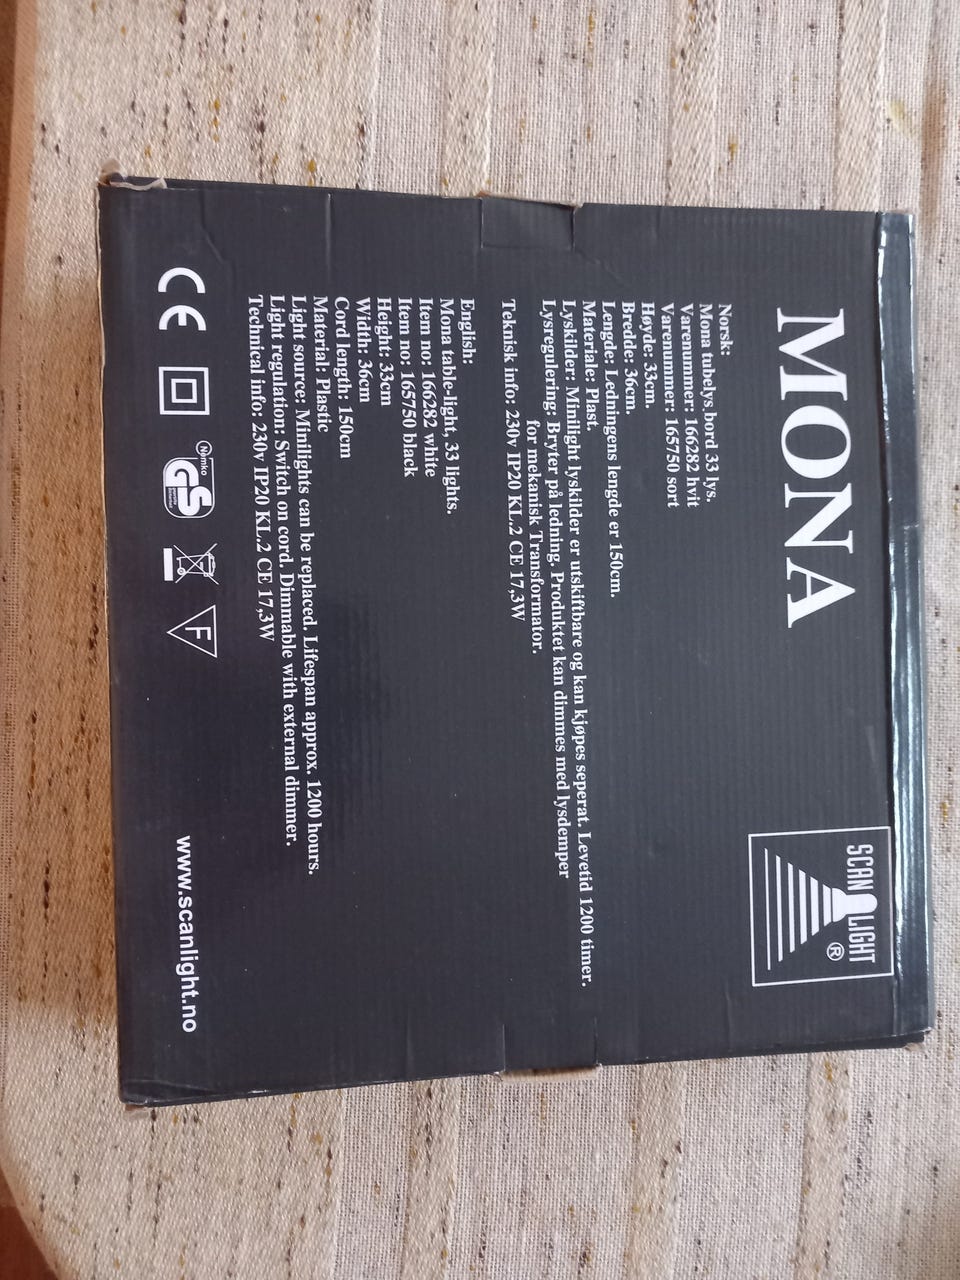 MONA
SCAN LIGHT ®
Norsk:
Mona tubelys bord 33 lys.
Varenummer: 166282 hvit
Varenummer: 165750 sort
Høyde: 33cm.
Bredde: 36cm.
Lengde: Ledningens lengde er 150cm.
Materiale: Plast.
Lyskilder: Minilight lyskilder er utskiftbare og kan kjøpes seperat. Levetid 1200 timer.
Lysregulering: Bryter på ledning. Produktet kan dimmes med lysdemper
for mekanisk Transformator.
Teknisk info: 230v IP20 KL.2 CE 17,3W
English:
Mona table-light, 33 lights.
Item no: 166282 white
Item no: 165750 black
Height: 33cm
Width: 36cm
Cord length: 150cm
Material: Plastic
Light source: Minilights can be replaced. Lifespan approx. 1200 hours.
Light regulation: Switch on cord. Dimmable with external dimmer.
Technical info: 230v IP20 KL.2 CE 17,3W
CE
Nemko
GS
F
www.scanlight.no